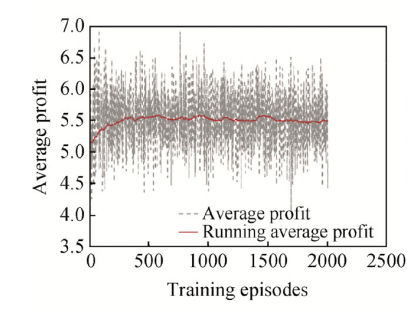 7.0
6.5
6.0
5.5
5.0
4.5
4.0
3.5
Average profit
Average profit
Running average profit
0 500 1000 1500 2000 2500
Training episodes